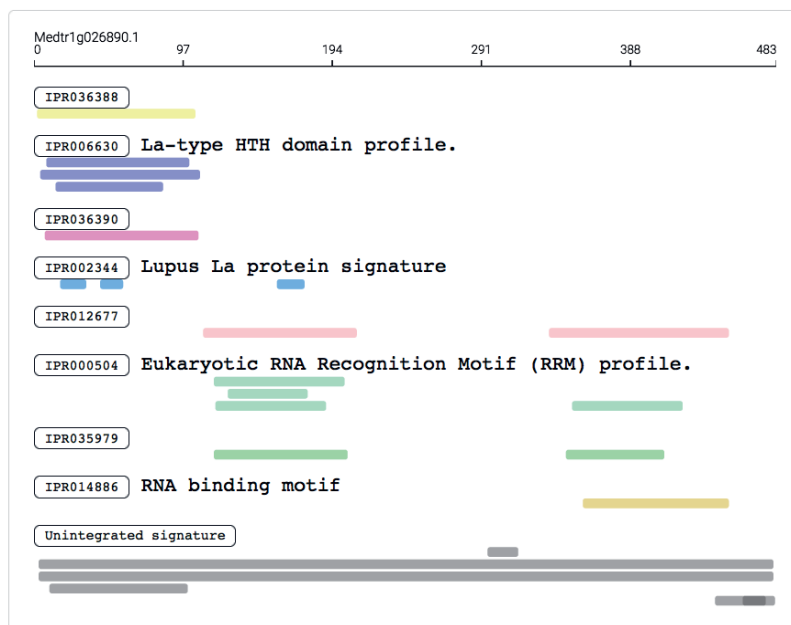 Medtr1g026890.1
0 97 194 291 388 483
IPR036388
IPR006630 La-type HTH domain profile.
IPR036390
IPR002344 Lupus La protein signature
IPR012677
IPR000504 Eukaryotic RNA Recognition Motif (RRM) profile.
IPR035979
IPR014886 RNA binding motif
Unintegrated signature